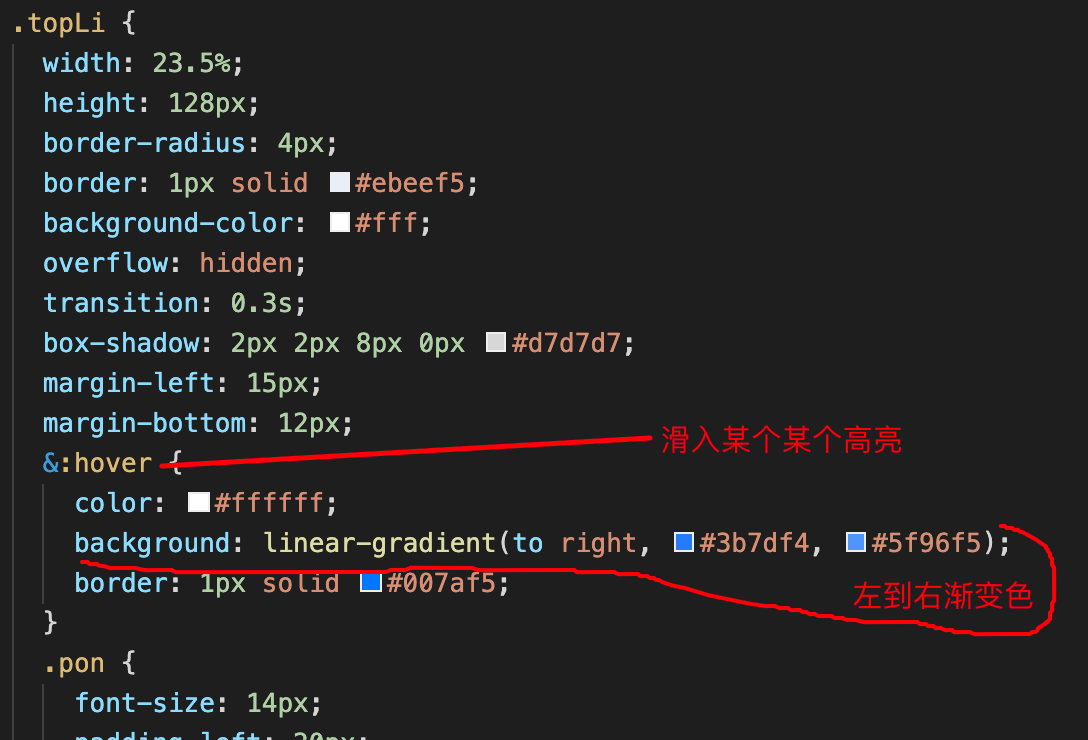 .topLi {
width: 23.5%;
height: 128px;
border-radius: 4px;
border: 1px solid #ebeef5;
background-color: #fff;
overflow: hidden;
transition: 0.3s;
box-shadow: 2px 2px 8px 0px #d7d7d7;
margin-left: 15px;
margin-bottom: 12px;
滑入某个某个高亮
&:hover {
color: #ffffff;
background: linear-gradient(to right, #3b7df4, #5f96f5);
border: 1px solid #007af5;
左到右渐变色
}
.pon {
font-size: 14px;
padding-left: 20px;